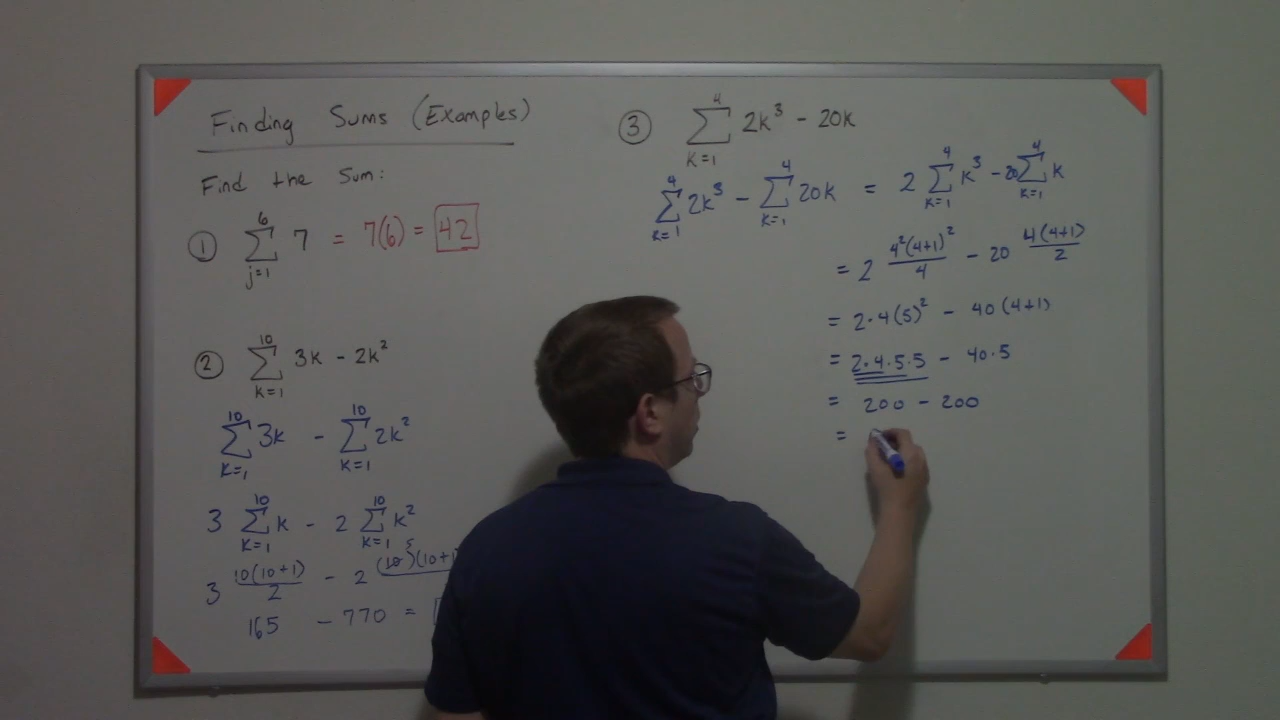 Finding Sums (Examples)
Find the Sum:
① ∑_{j=1}^{6} 7 = 7(6) = 42
② ∑_{k=1}^{10} 3k - 2k²
∑_{k=1}^{10} 3k - ∑_{k=1}^{10} 2k²
3 ∑_{k=1}^{10} k - 2 ∑_{k=1}^{10} k²
3 10(10+1)/2 - 2 (10)⁵(10+1
165 - 770 =
③ ∑_{k=1}^{4} 2k³ - 20k
∑_{k=1}^{4} 2k³ - ∑_{k=1}^{4} 20k = 2 ∑_{k=1}^{4} k³ - 20 ∑_{k=1}^{4} k
= 2 4²(4+1)²/4 - 20 4(4+1)/2
= 2·4(5)² - 40(4+1)
= 2·4·5·5 - 40·5
= 200 - 200
=